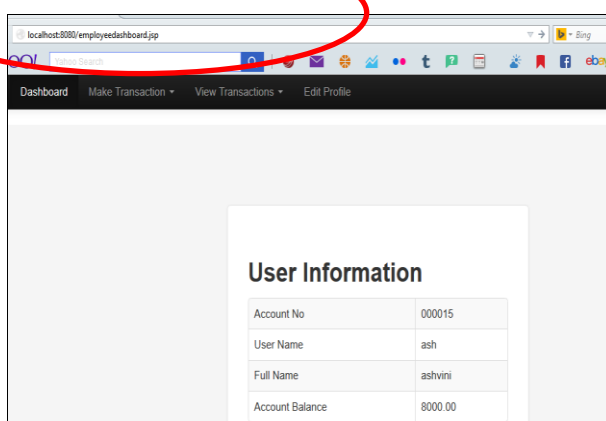 localhost:8080/employeedashboard.jsp
Bing
Yahoo Search
t
?
f
ebay
Dashboard Make Transaction View Transactions Edit Profile
User Information
Account No 000015
User Name ash
Full Name ashvini
Account Balance 8000.00